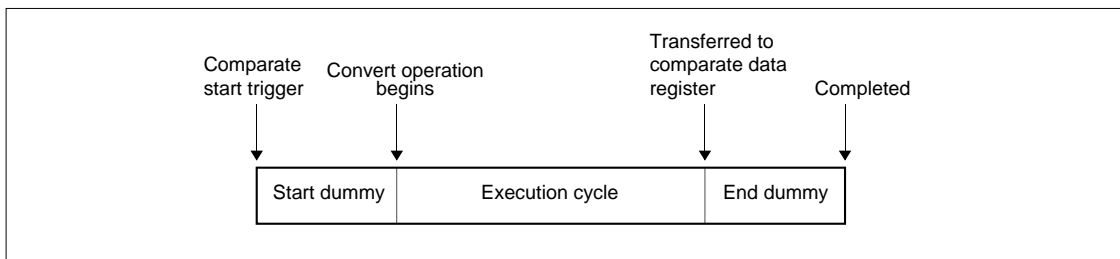 Comparate
start trigger
Convert operation
begins
Transferred to
comparate data
register
Completed
Start dummy
Execution cycle
End dummy